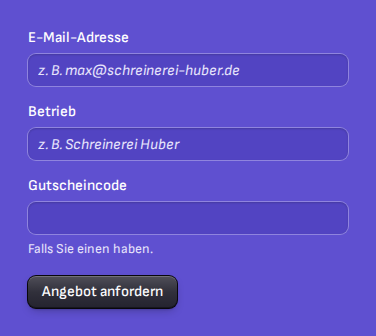 E-Mail-Adresse
z. B. max@schreinerei-huber.de
Betrieb
z. B. Schreinerei Huber
Gutscheincode
Falls Sie einen haben.
Angebot anfordern